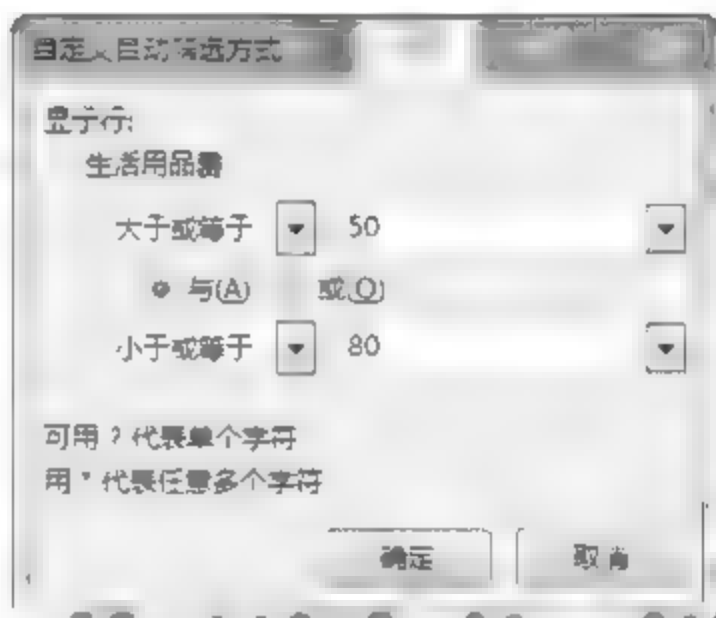 自定义自动筛选方式
显示行:
生活用品类
大于或等于 50
与(A) 或(O)
小于或等于 80
可用 ? 代表单个字符
用 * 代表任意多个字符
确定 取消